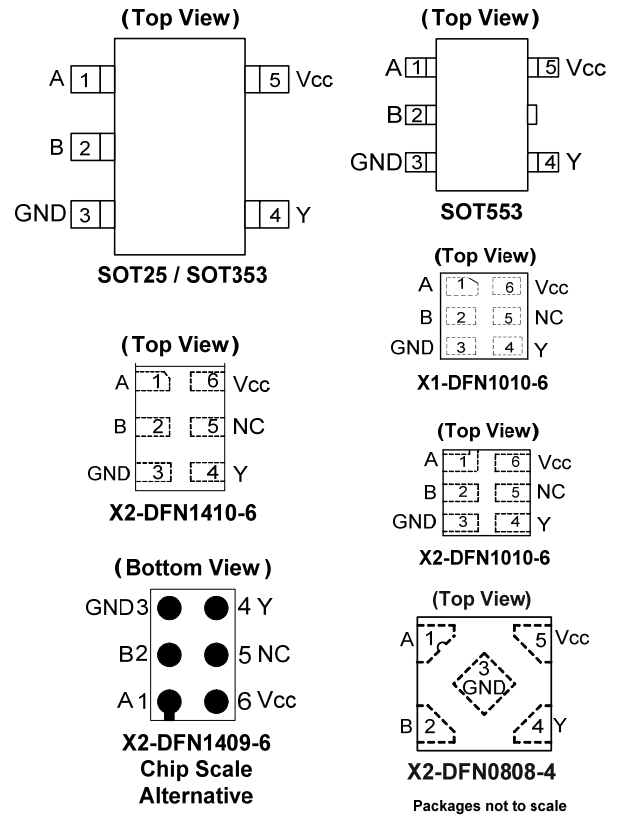 (Top View)
A 1 5 Vcc
B 2
GND 3 4 Y
SOT25 / SOT353
(Top View)
A 1 5 Vcc
B 2
GND 3 4 Y
SOT553
(Top View)
A 1 6 Vcc
B 2 5 NC
GND 3 4 Y
X1-DFN1010-6
(Top View)
A 1 6 Vcc
B 2 5 NC
GND 3 4 Y
X2-DFN1410-6
(Top View)
A 1 6 Vcc
B 2 5 NC
GND 3 4 Y
X2-DFN1010-6
(Bottom View)
GND3 4 Y
B2 5 NC
A 1 6 Vcc
X2-DFN1409-6
Chip Scale
Alternative
(Top View)
A 1 5 Vcc
3
GND
B 2 4 Y
X2-DFN0808-4
Packages not to scale